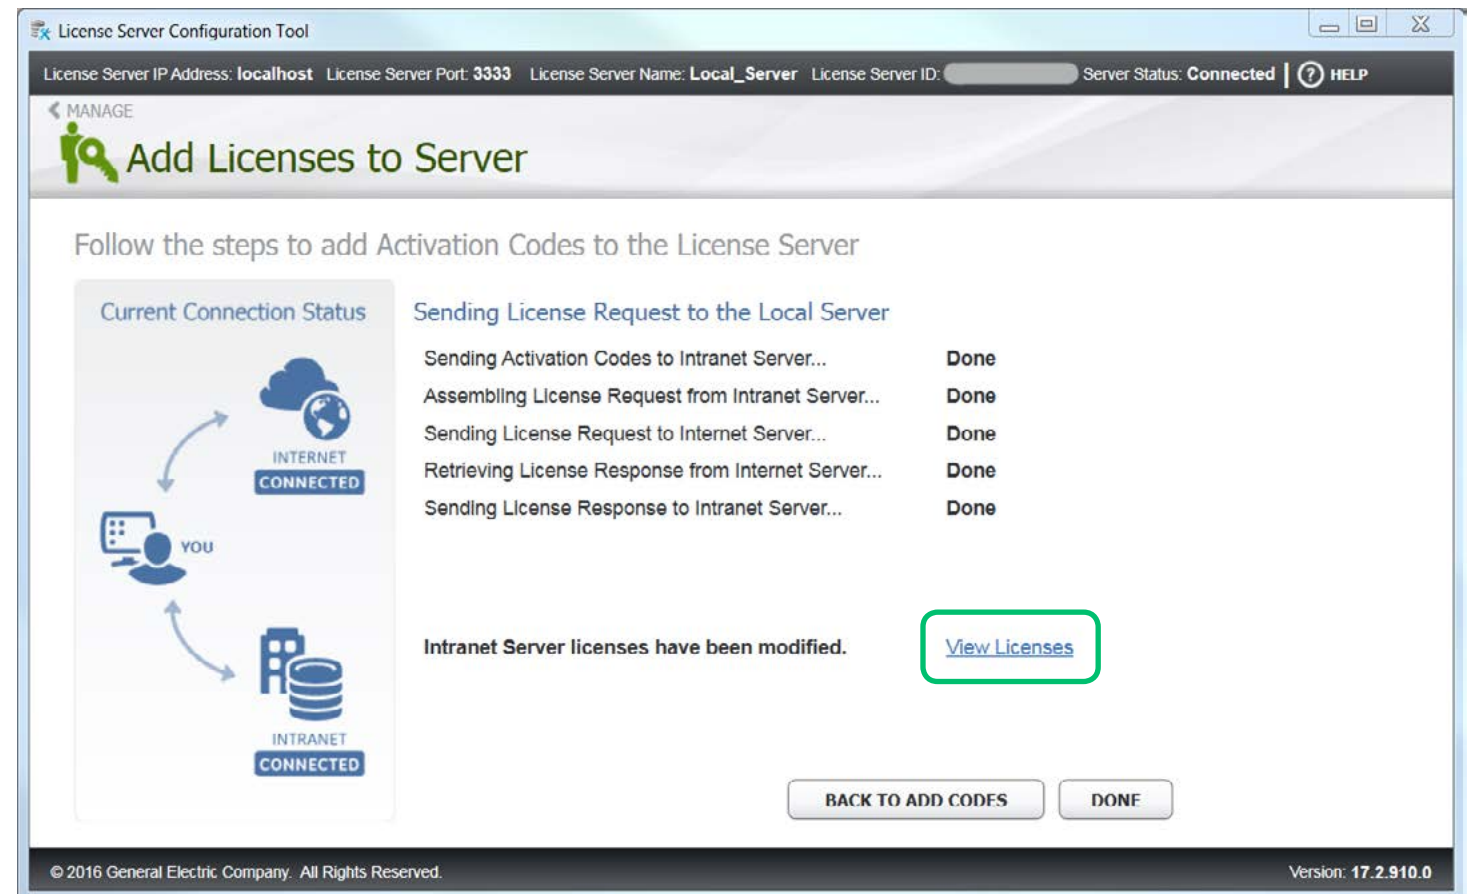 License Server Configuration Tool
License Server IP Address: localhost License Server Port: 3333 License Server Name: Local_Server License Server ID: Server Status: Connected | ? HELP
MANAGE
Add Licenses to Server
Follow the steps to add Activation Codes to the License Server
Current Connection Status
INTERNET
CONNECTED
YOU
INTRANET
CONNECTED
Sending License Request to the Local Server
Sending Activation Codes to Intranet Server... Done
Assembling License Request from Intranet Server... Done
Sending License Request to Internet Server... Done
Retrieving License Response from Internet Server... Done
Sending License Response to Intranet Server... Done
Intranet Server licenses have been modified. View Licenses
BACK TO ADD CODES DONE
© 2016 General Electric Company. All Rights Reserved. Version: 17.2.910.0